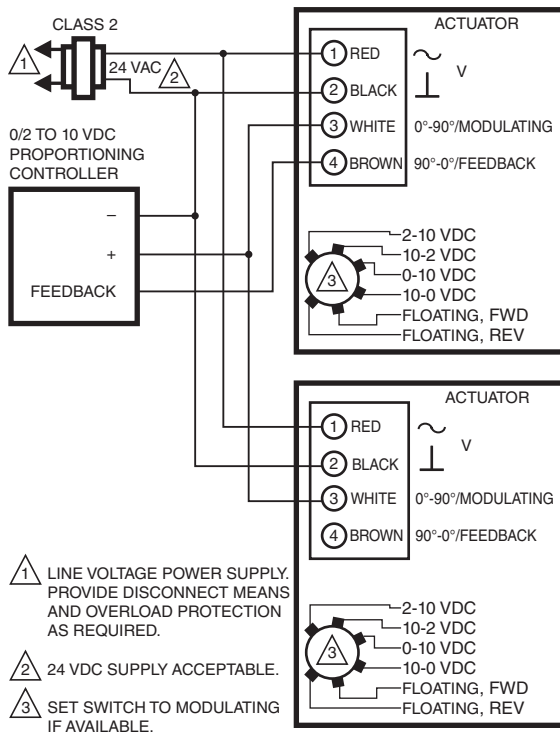 CLASS 2
1
24 VAC
2
0/2 TO 10 VDC
PROPORTIONING
CONTROLLER
–
+
FEEDBACK
ACTUATOR
1 RED
V
2 BLACK
3 WHITE 0°-90°/MODULATING
4 BROWN 90°-0°/FEEDBACK
3
2-10 VDC
10-2 VDC
0-10 VDC
10-0 VDC
FLOATING, FWD
FLOATING, REV
ACTUATOR
1 RED
V
2 BLACK
3 WHITE 0°-90°/MODULATING
4 BROWN 90°-0°/FEEDBACK
3
2-10 VDC
10-2 VDC
0-10 VDC
10-0 VDC
FLOATING, FWD
FLOATING, REV
1 LINE VOLTAGE POWER SUPPLY.
PROVIDE DISCONNECT MEANS
AND OVERLOAD PROTECTION
AS REQUIRED.
2 24 VDC SUPPLY ACCEPTABLE.
3 SET SWITCH TO MODULATING
IF AVAILABLE.